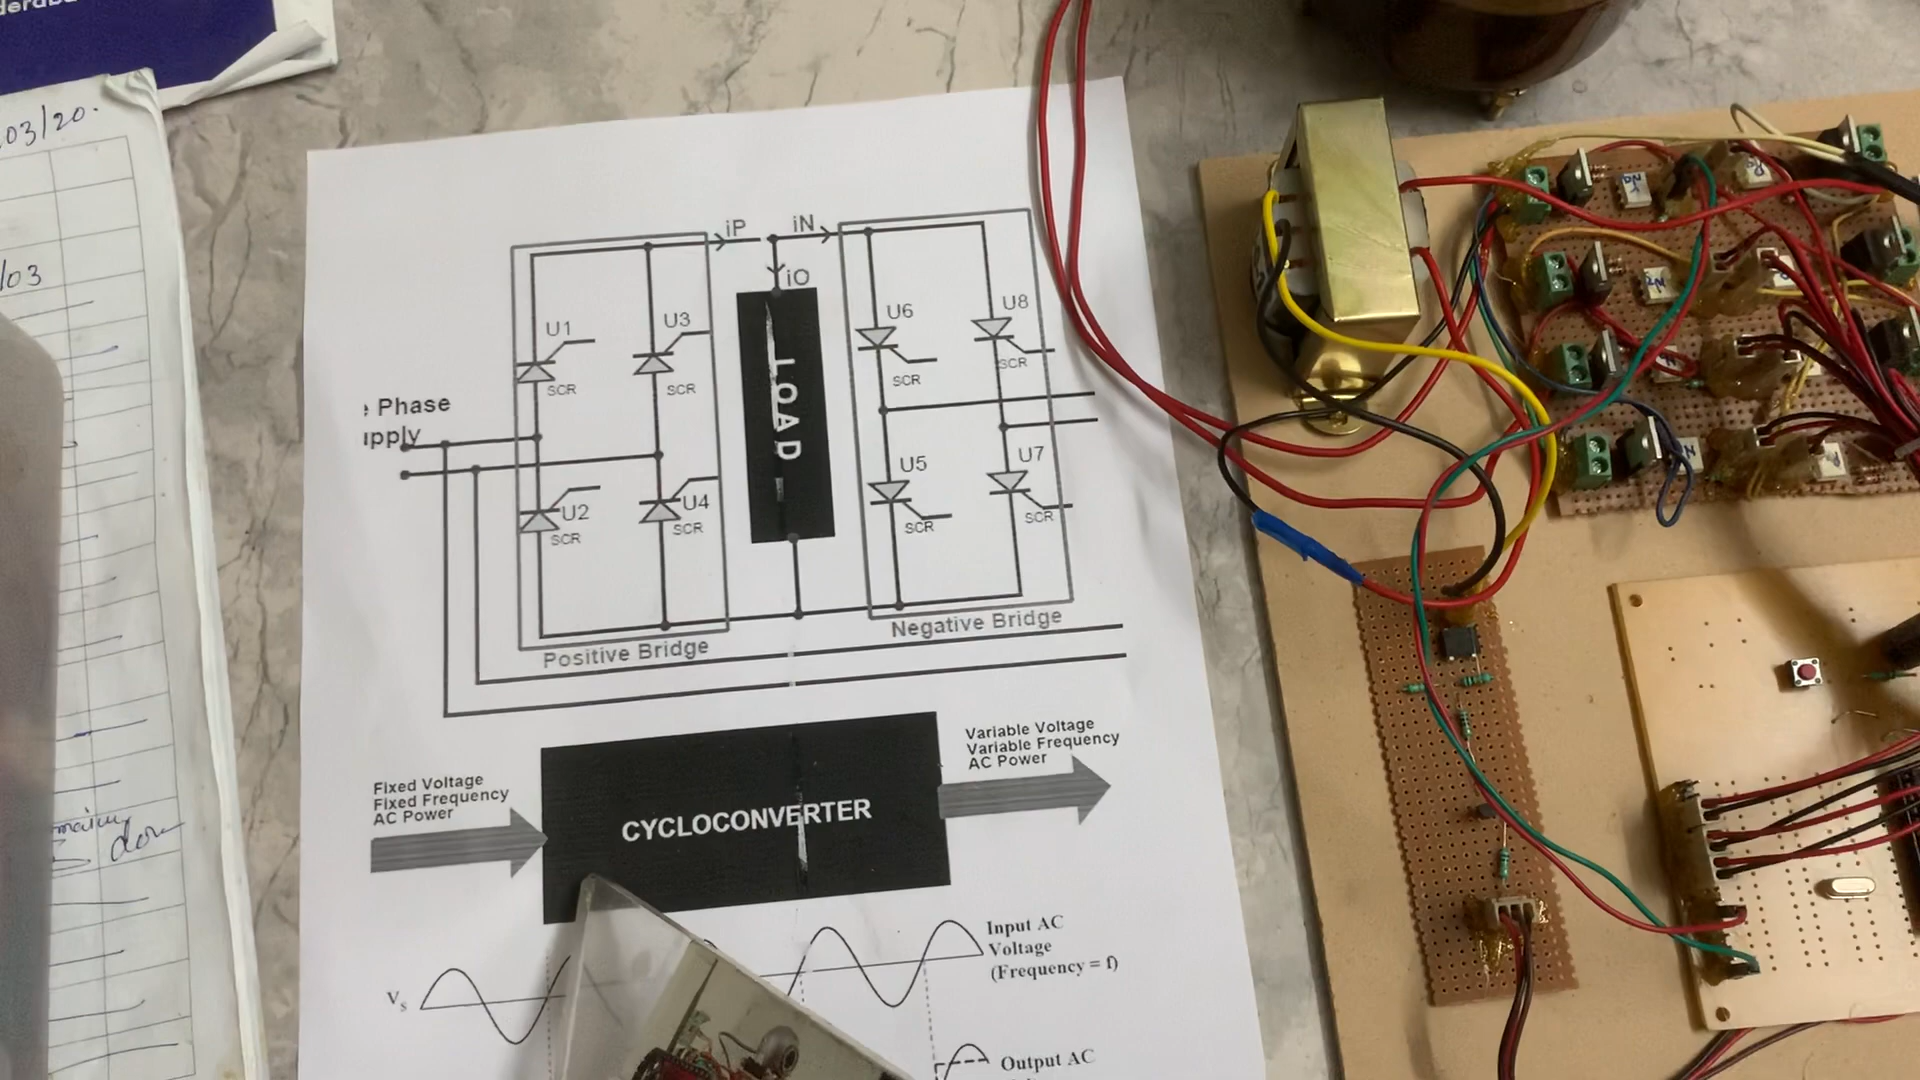 03/20.
/03
iP
iN
iO
U1
SCR
U3
SCR
U2
SCR
U4
SCR
LOAD
U6
SCR
U8
SCR
U5
SCR
U7
SCR
Phase
Positive Bridge
Negative Bridge
Fixed Voltage
Fixed Frequency
AC Power
CYCLOCONVERTER
Variable Voltage
Variable Frequency
AC Power
Vs
Input AC
Voltage
(Frequency = f)
Output AC